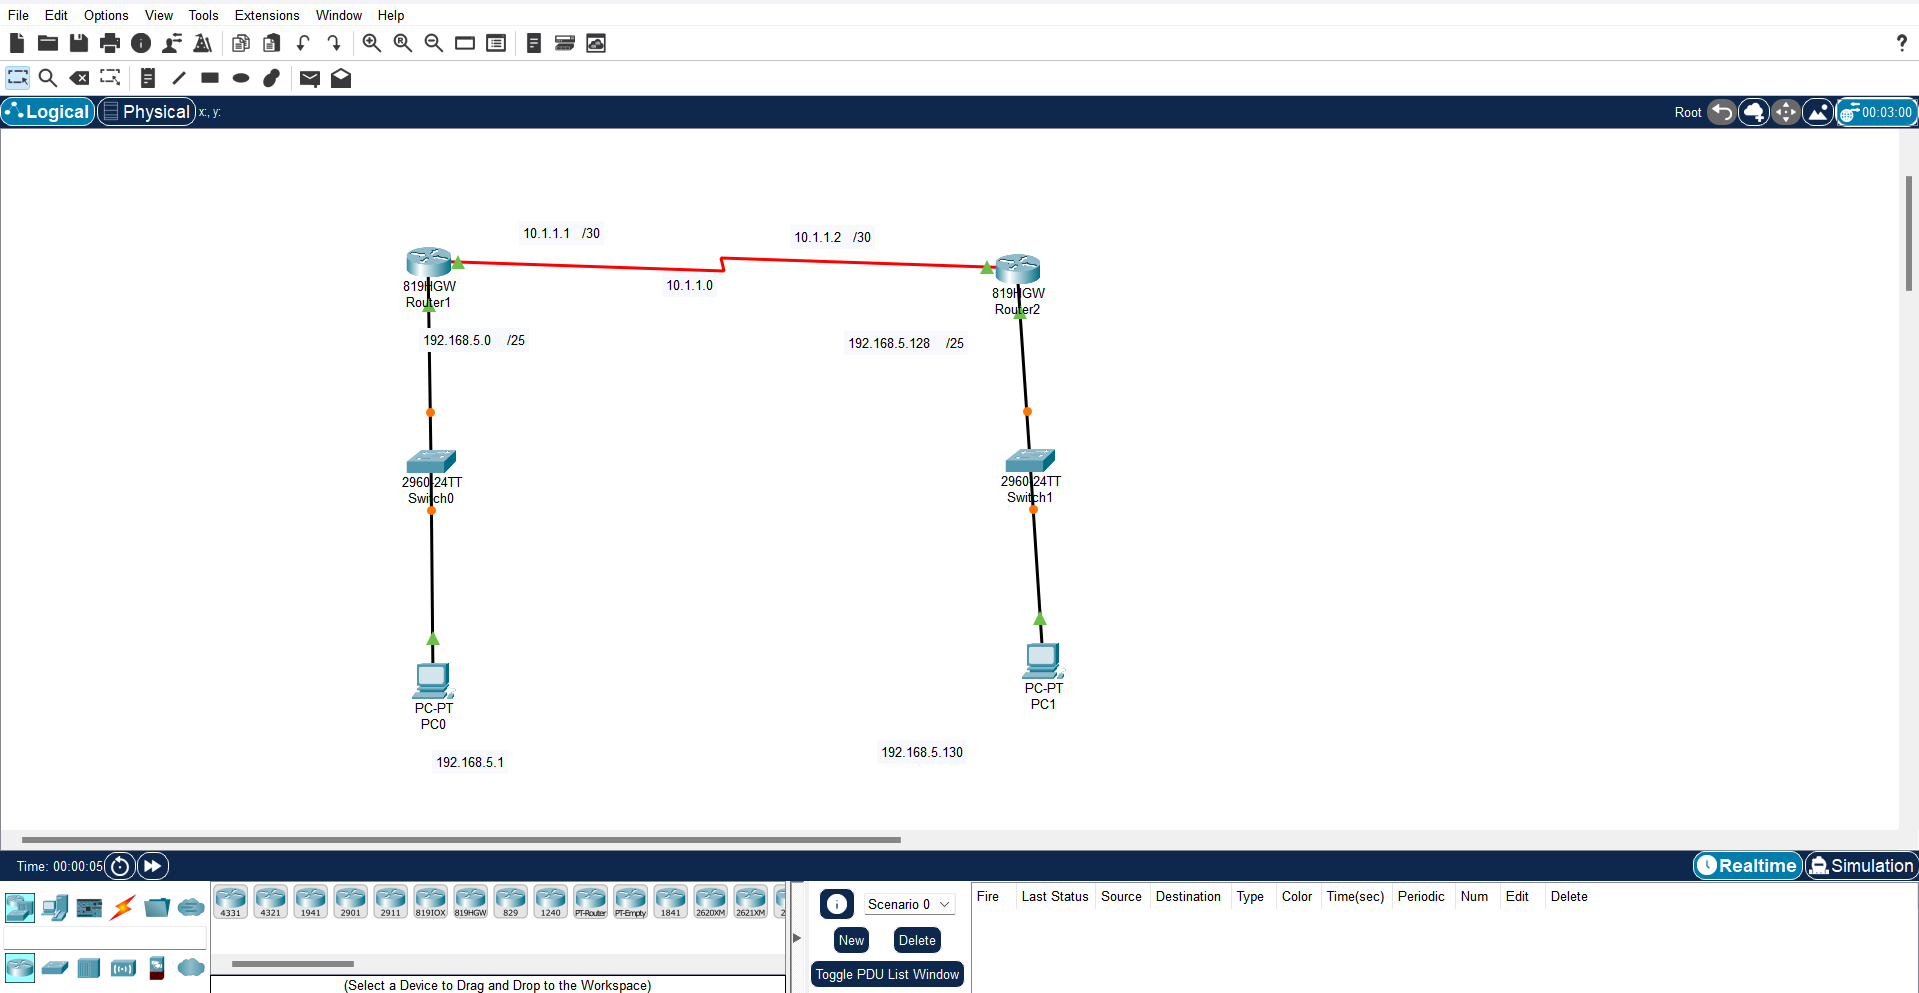 File Edit Options View Tools Extensions Window Help
?
Logical Physical x:, y: Root 00:03:00
10.1.1.1 /30
10.1.1.2 /30
10.1.1.0
819HGW
Router1
819HGW
Router2
192.168.5.0 /25
192.168.5.128 /25
2960-24TT
Switch0
2960-24TT
Switch1
PC-PT
PC0
PC-PT
PC1
192.168.5.1
192.168.5.130
Time: 00:00:05 Realtime Simulation
4331 4321 1941 2901 2911 819IOX 819HGW 829 1240 PT-Router PT-Empty 1841 2620XM 2621XM 2
Scenario 0
New Delete
Toggle PDU List Window
Fire Last Status Source Destination Type Color Time(sec) Periodic Num Edit Delete
(Select a Device to Drag and Drop to the Workspace)